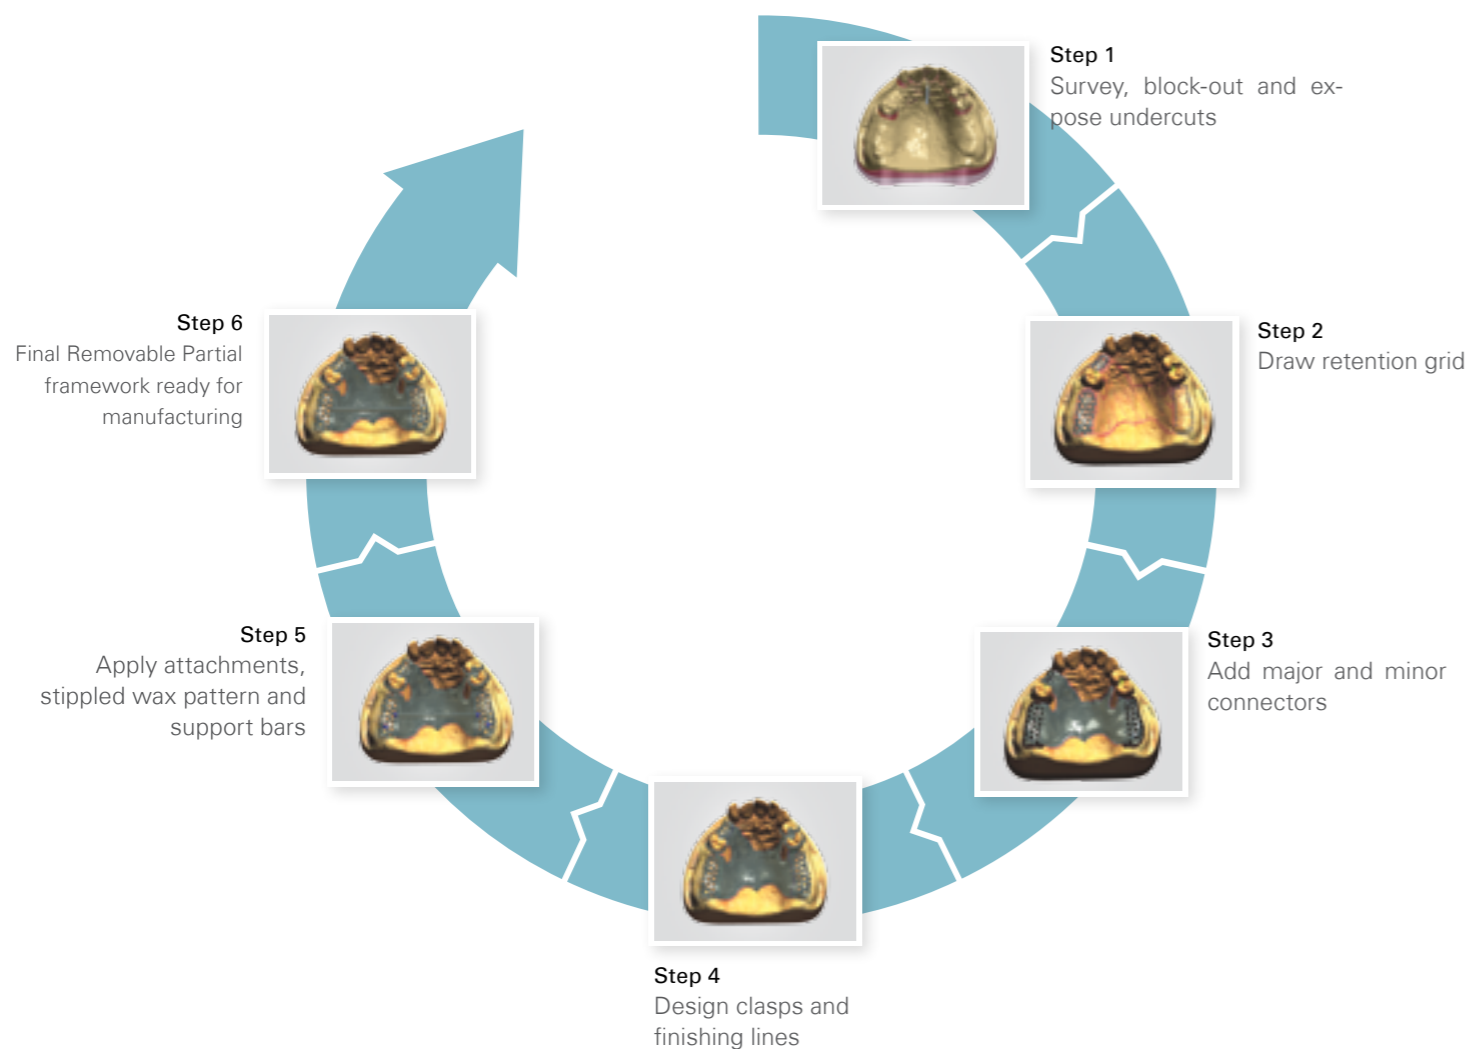 Step 1
Survey, block-out and ex-
pose undercuts
Step 2
Draw retention grid
Step 3
Add major and minor
connectors
Step 4
Design clasps and
finishing lines
Step 5
Apply attachments,
stippled wax pattern and
support bars
Step 6
Final Removable Partial
framework ready for
manufacturing